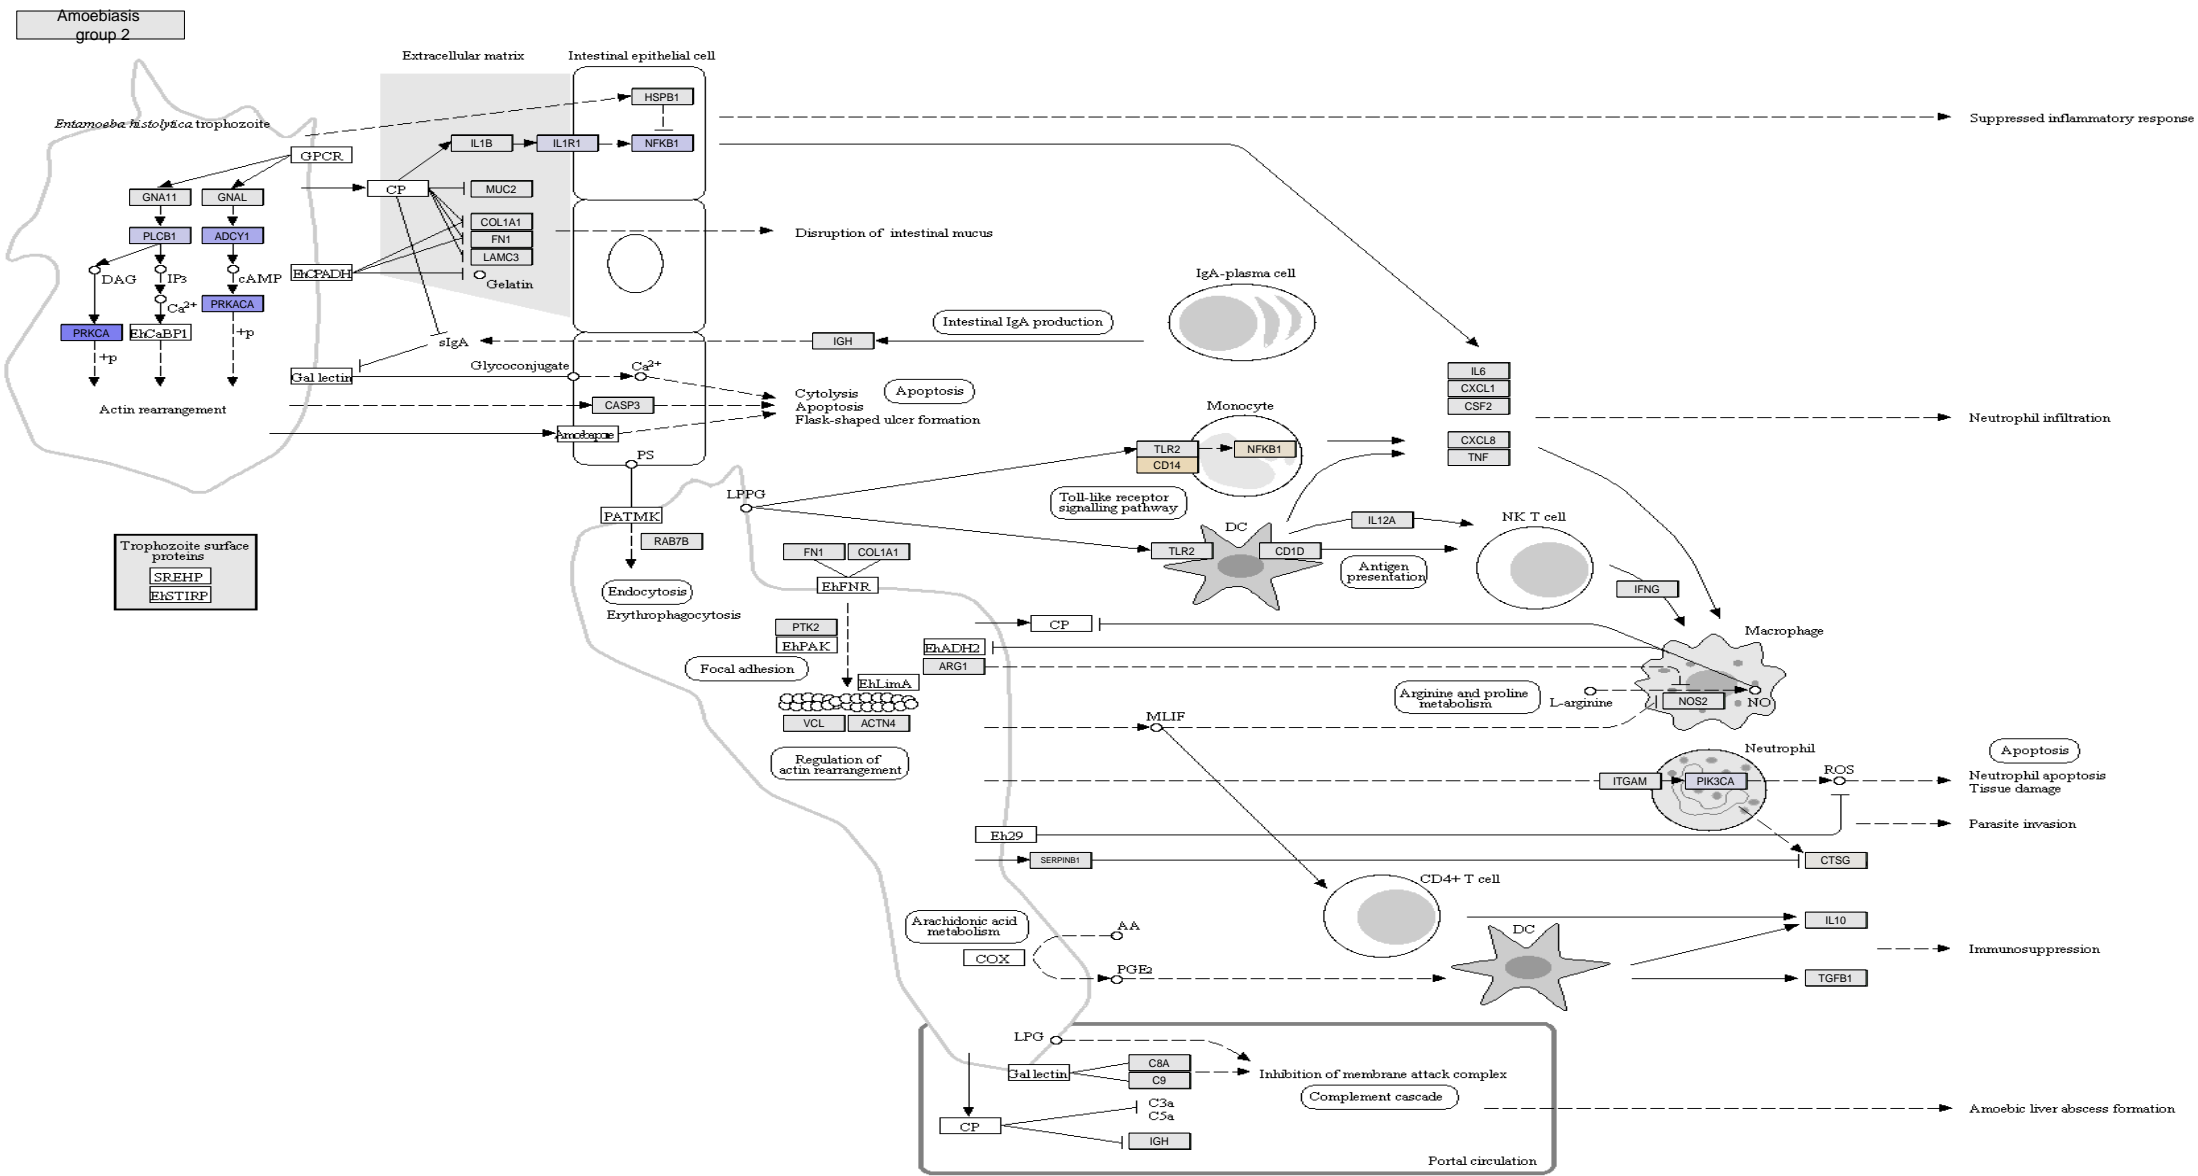 Amoebiasis
group 2
Extracellular matrix
Intestinal epithelial cell
HSPB1
Entamoeba histolytica trophozoite
Suppressed inflammatory response
IL1B
IL1R1
NFKB1
GPCR
CP
MUC2
GNA11
GNAL
COL1A1
FN1
LAMC3
Disruption of intestinal mucus
PLCB1
ADCY1
DAG
IP3
cAMP
EhCPADH
Gelatin
IgA-plasma cell
Ca2+
PRKACA
PRKCA
EhCaBP1
+p
+p
sIgA
IGH
Intestinal IgA production
Gal lectin
Glycoconjugate
Ca2+
Cytolysis
Apoptosis
Flask-shaped ulcer formation
Apoptosis
IL6
CXCL1
CSF2
Actin rearrangement
CASP3
Monocyte
Neutrophil infiltration
Amoebapore
TLR2
CD14
NFKB1
CXCL8
TNF
PS
LPPG
Toll-like receptor
signalling pathway
PATMK
RAB7B
DC
IL12A
NK T cell
Trophozoite surface
proteins
SREHP
EhSTIRP
FN1
COL1A1
TLR2
CD1D
Antigen
presentation
EhFNR
Endocytosis
Erythrophagocytosis
IFNG
PTK2
EhPAK
CP
Macrophage
EhADH2
ARG1
Focal adhesion
EhLimA
Arginine and proline
metabolism
L-arginine
NOS2
NO
VCL
ACTN4
MLIF
Regulation of
actin rearrangement
Neutrophil
Apoptosis
ITGAM
PIK3CA
ROS
Neutrophil apoptosis
Tissue damage
Eh29
Parasite invasion
SERPINB1
CTSG
CD4+ T cell
Arachidonic acid
metabolism
AA
IL10
COX
DC
Immunosuppression
PGE2
TGFB1
LPG
Gal lectin
C8A
C9
Inhibition of membrane attack complex
Complement cascade
C3a
C5a
Amoebic liver abscess formation
CP
IGH
Portal circulation